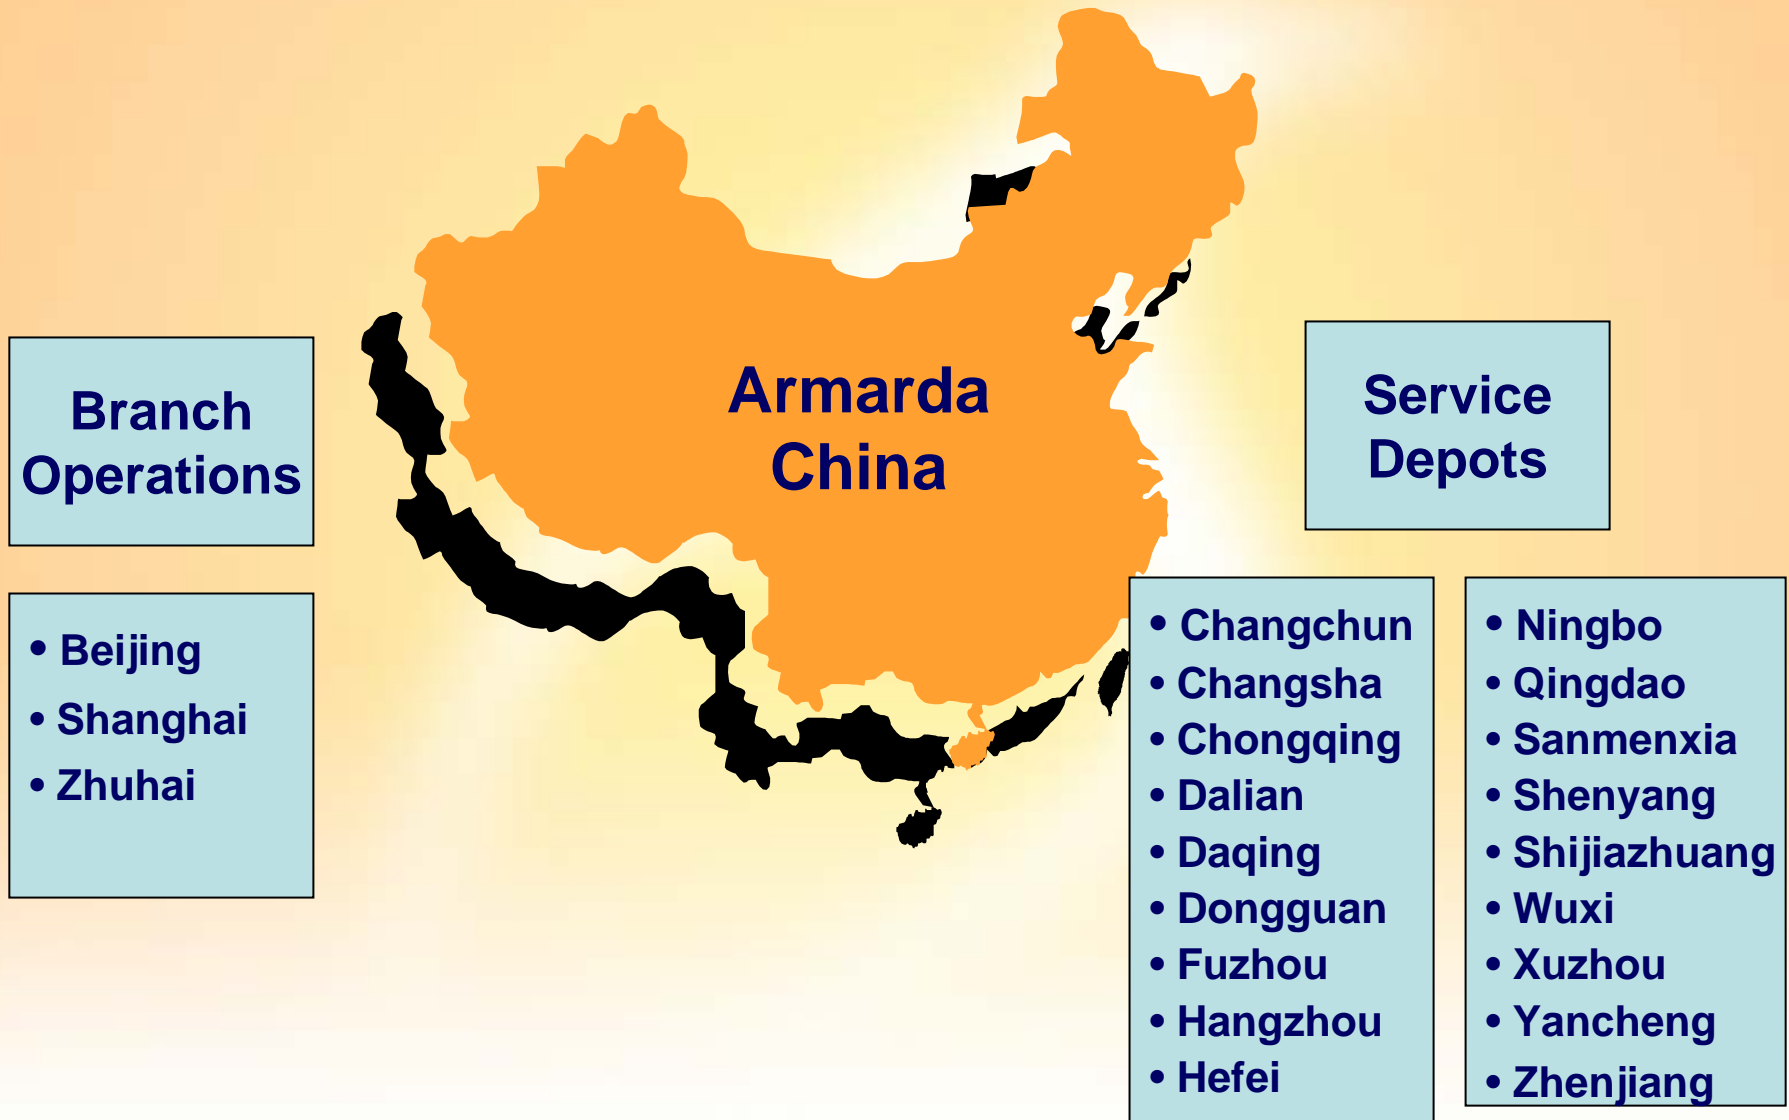 Armarda
China
Branch
Operations
• Beijing
• Shanghai
• Zhuhai
Service
Depots
• Changchun
• Changsha
• Chongqing
• Dalian
• Daqing
• Dongguan
• Fuzhou
• Hangzhou
• Hefei
• Ningbo
• Qingdao
• Sanmenxia
• Shenyang
• Shijiazhuang
• Wuxi
• Xuzhou
• Yancheng
• Zhenjiang